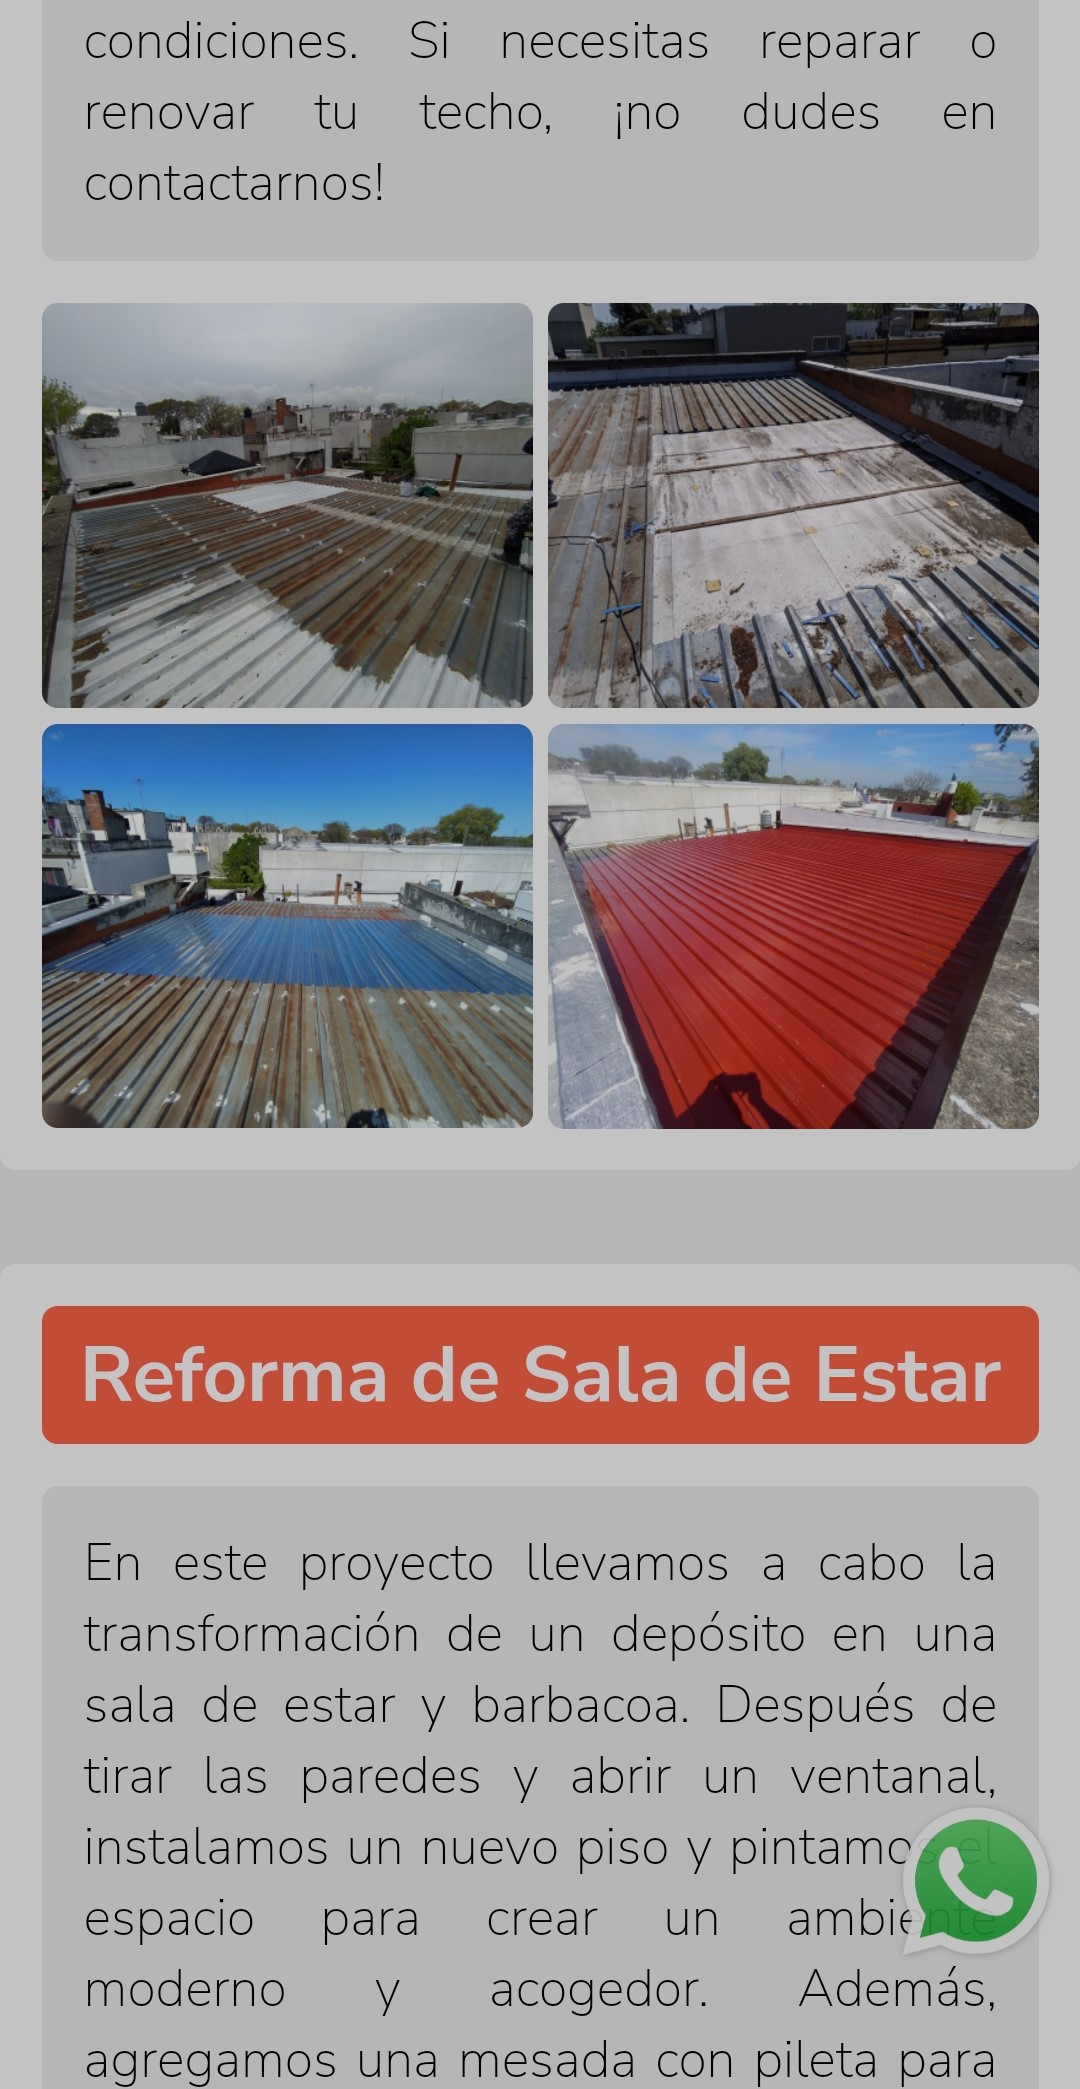 condiciones. Si necesitas reparar o
renovar tu techo, ¡no dudes en
contactarnos!
Reforma de Sala de Estar
En este proyecto llevamos a cabo la
transformación de un depósito en una
sala de estar y barbacoa. Después de
tirar las paredes y abrir un ventanal,
instalamos un nuevo piso y pintamos el
espacio para crear un ambiente
moderno y acogedor. Además,
agregamos una mesada con pileta para